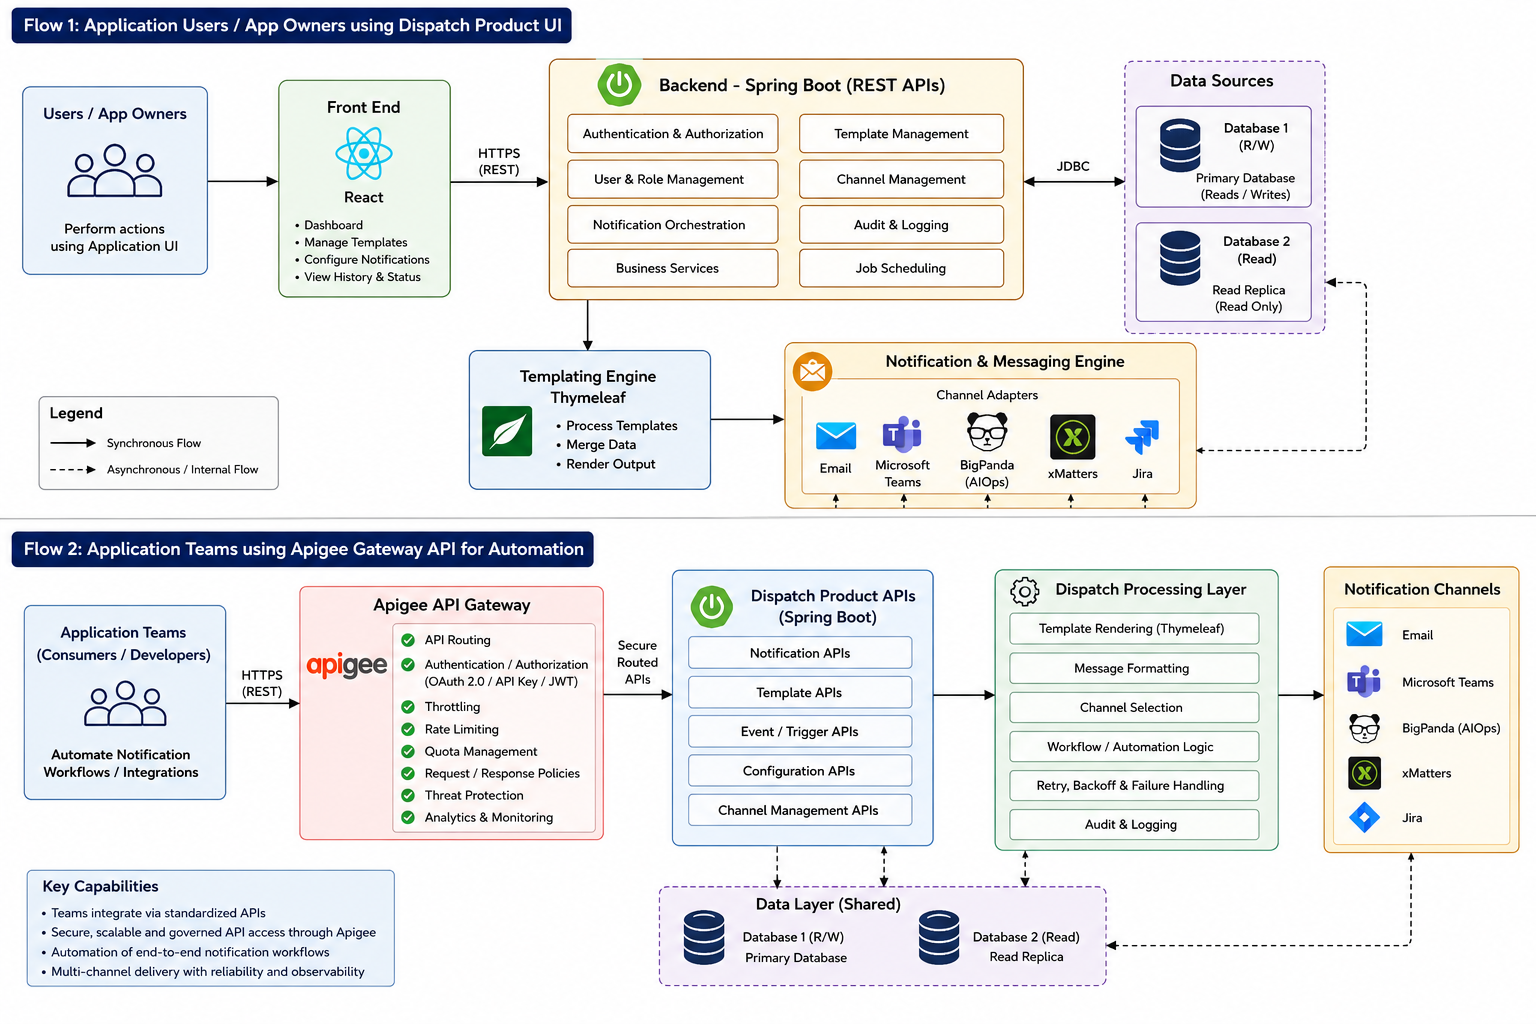 Flow 1: Application Users / App Owners using Dispatch Product UI
Users / App Owners
Perform actions
using Application UI
Front End
React
• Dashboard
• Manage Templates
• Configure Notifications
• View History & Status
HTTPS
(REST)
Backend - Spring Boot (REST APIs)
Authentication & Authorization
Template Management
User & Role Management
Channel Management
Notification Orchestration
Audit & Logging
Business Services
Job Scheduling
JDBC
Data Sources
Database 1
(R/W)
Primary Database
(Reads / Writes)
Database 2
(Read)
Read Replica
(Read Only)
Templating Engine
Thymeleaf
• Process Templates
• Merge Data
• Render Output
Notification & Messaging Engine
Channel Adapters
Email
Microsoft
Teams
BigPanda
(AIOps)
xMatters
Jira
Legend
Synchronous Flow
Asynchronous / Internal Flow
Flow 2: Application Teams using Apigee Gateway API for Automation
Application Teams
(Consumers / Developers)
Automate Notification
Workflows / Integrations
HTTPS
(REST)
Apigee API Gateway
apigee
API Routing
Authentication / Authorization
(OAuth 2.0 / API Key / JWT)
Throttling
Rate Limiting
Quota Management
Request / Response Policies
Threat Protection
Analytics & Monitoring
Secure
Routed
APIs
Dispatch Product APIs
(Spring Boot)
Notification APIs
Template APIs
Event / Trigger APIs
Configuration APIs
Channel Management APIs
Dispatch Processing Layer
Template Rendering (Thymeleaf)
Message Formatting
Channel Selection
Workflow / Automation Logic
Retry, Backoff & Failure Handling
Audit & Logging
Notification Channels
Email
Microsoft Teams
BigPanda (AIOps)
xMatters
Jira
Key Capabilities
• Teams integrate via standardized APIs
• Secure, scalable and governed API access through Apigee
• Automation of end-to-end notification workflows
• Multi-channel delivery with reliability and observability
Data Layer (Shared)
Database 1 (R/W)
Primary Database
Database 2 (Read)
Read Replica